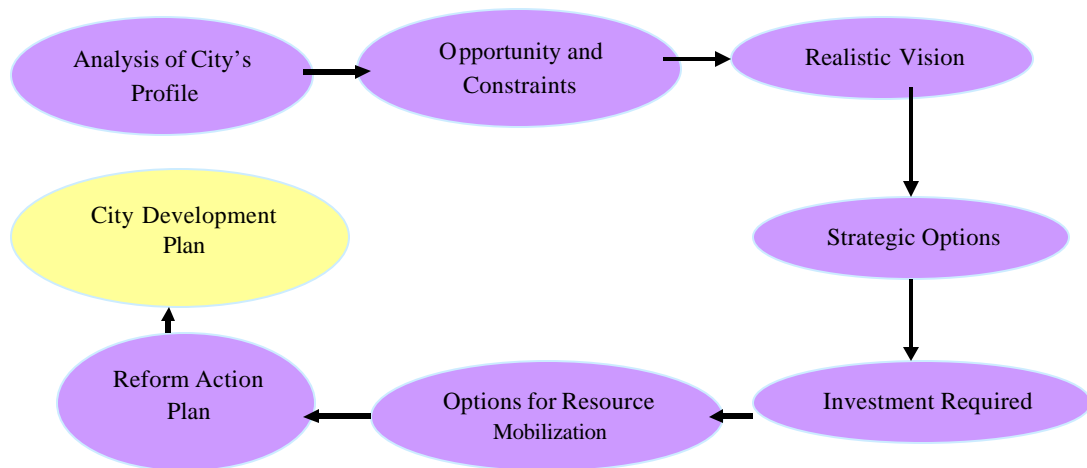 Analysis of City’s
Profile
Opportunity and
Constraints
Realistic Vision
Strategic Options
Investment Required
Options for Resource
Mobilization
Reform Action
Plan
City Development
Plan